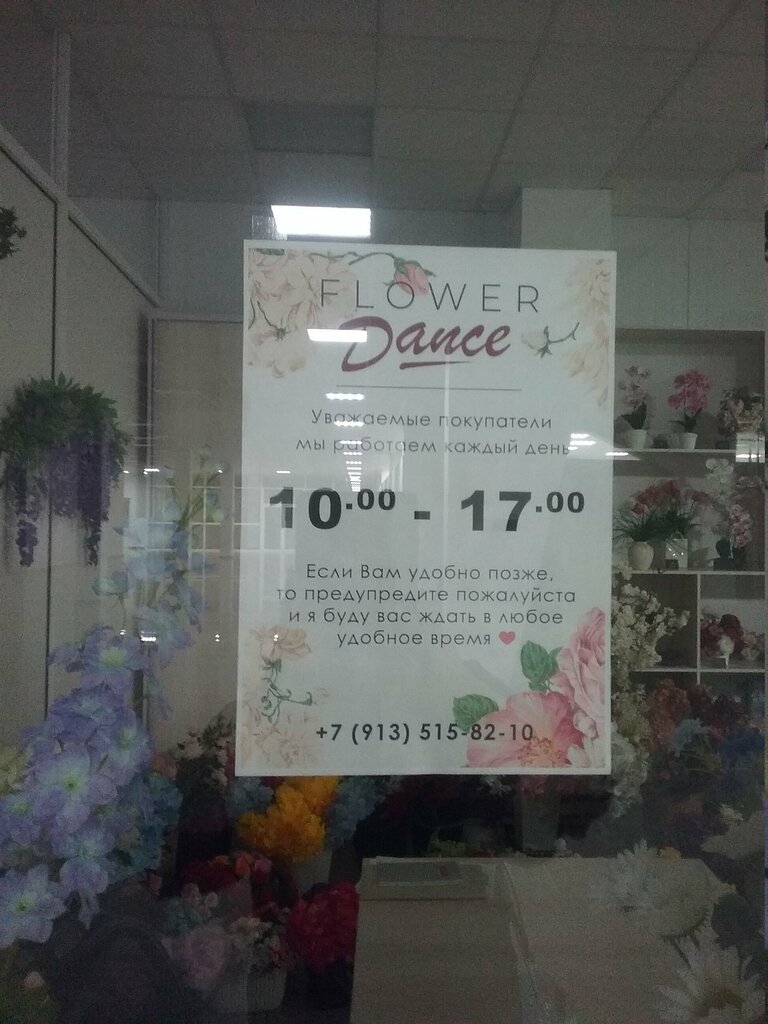 FLOWER
Dance
Уважаемые покупатели
мы работаем каждый день
10.00 - 17.00
Если Вам удобно позже,
то предупредите пожалуйста
и я буду вас ждать в любое
удобное время ❤
+7 (913) 515-82-10